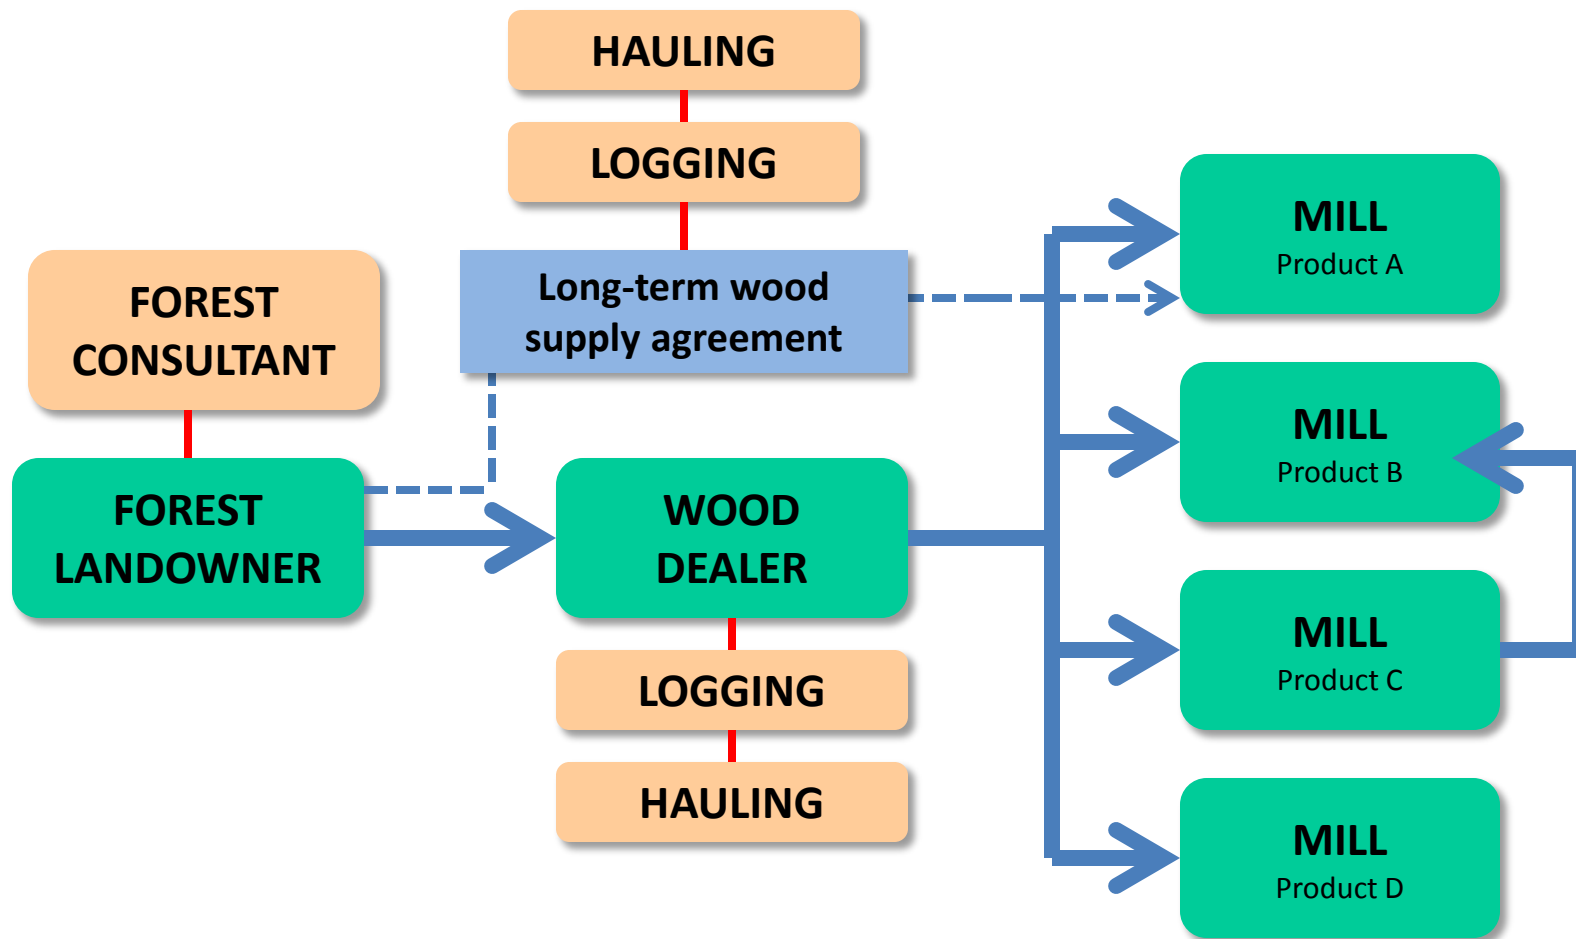 HAULING
LOGGING
Long-term wood
supply agreement
FOREST
CONSULTANT
FOREST
LANDOWNER
WOOD
DEALER
LOGGING
HAULING
MILL
Product A
MILL
Product B
MILL
Product C
MILL
Product D